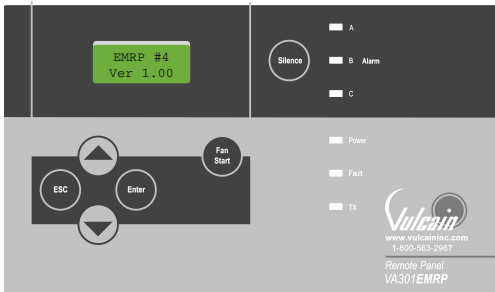 EMRP #4
Ver 1.00
Silence
A
B Alarm
C
Fan
Start
ESC
Enter
Power
Fault
TX
Vulcain
www.vulcaininc.com
1-800-563-2967
Remote Panel
VA301EMRP